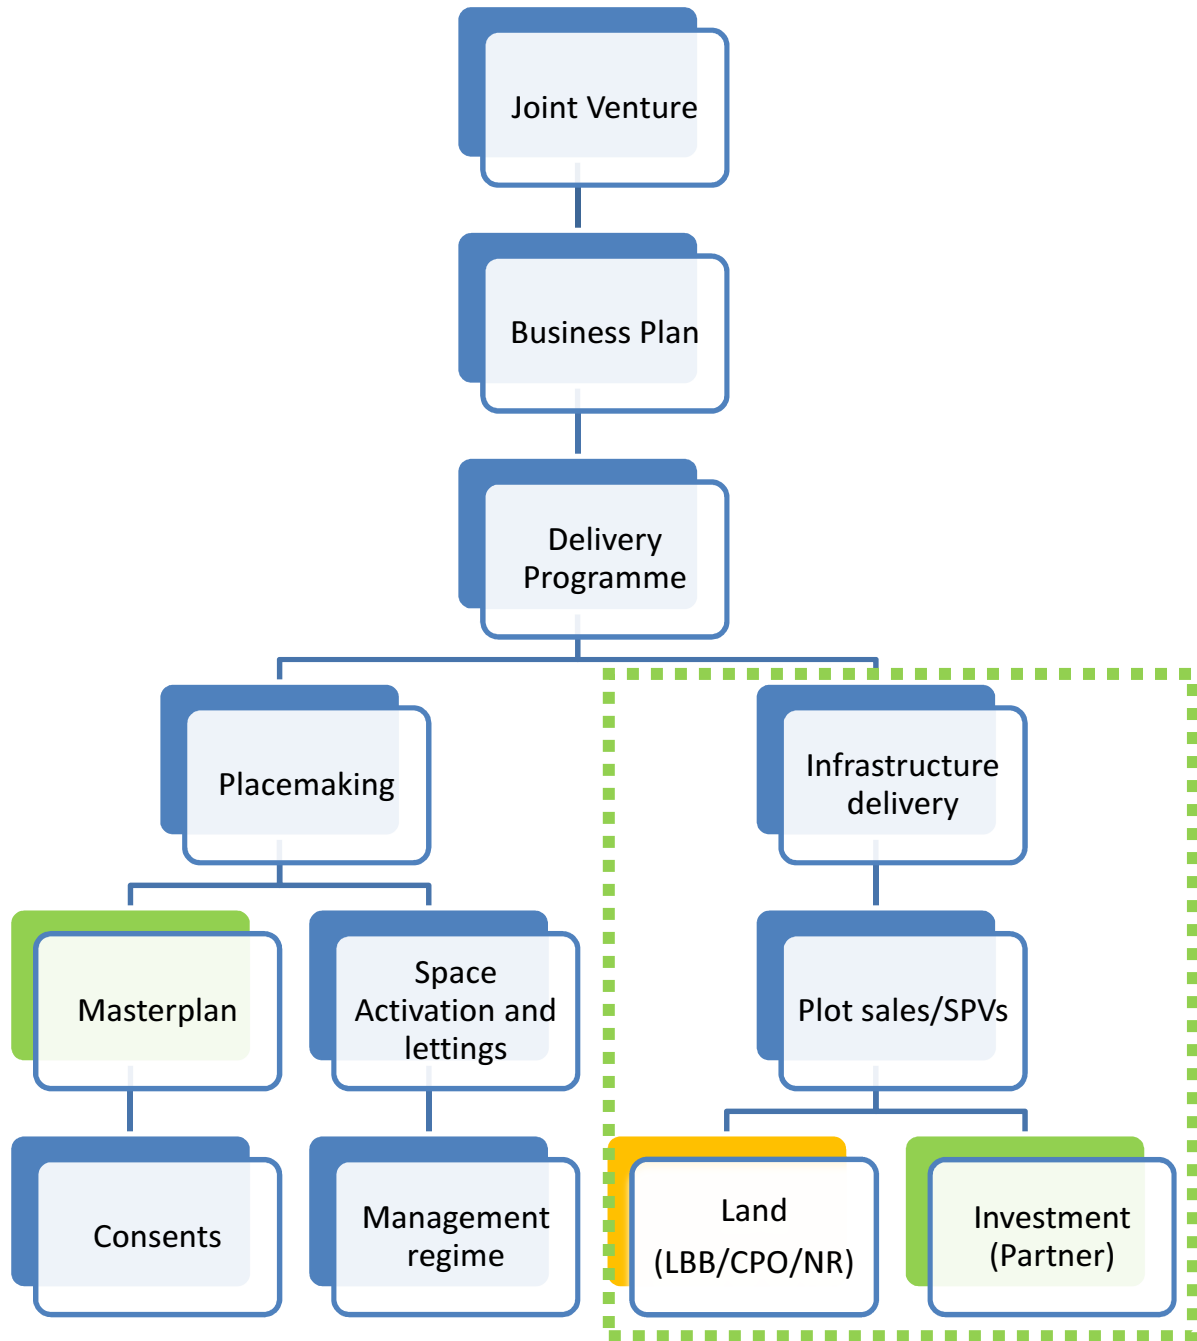 Joint Venture
Business Plan
Delivery
Programme
Placemaking
Infrastructure
delivery
Masterplan
Space
Activation and
lettings
Plot sales/SPVs
Consents
Management
regime
Land
(LBB/CPO/NR)
Investment
(Partner)